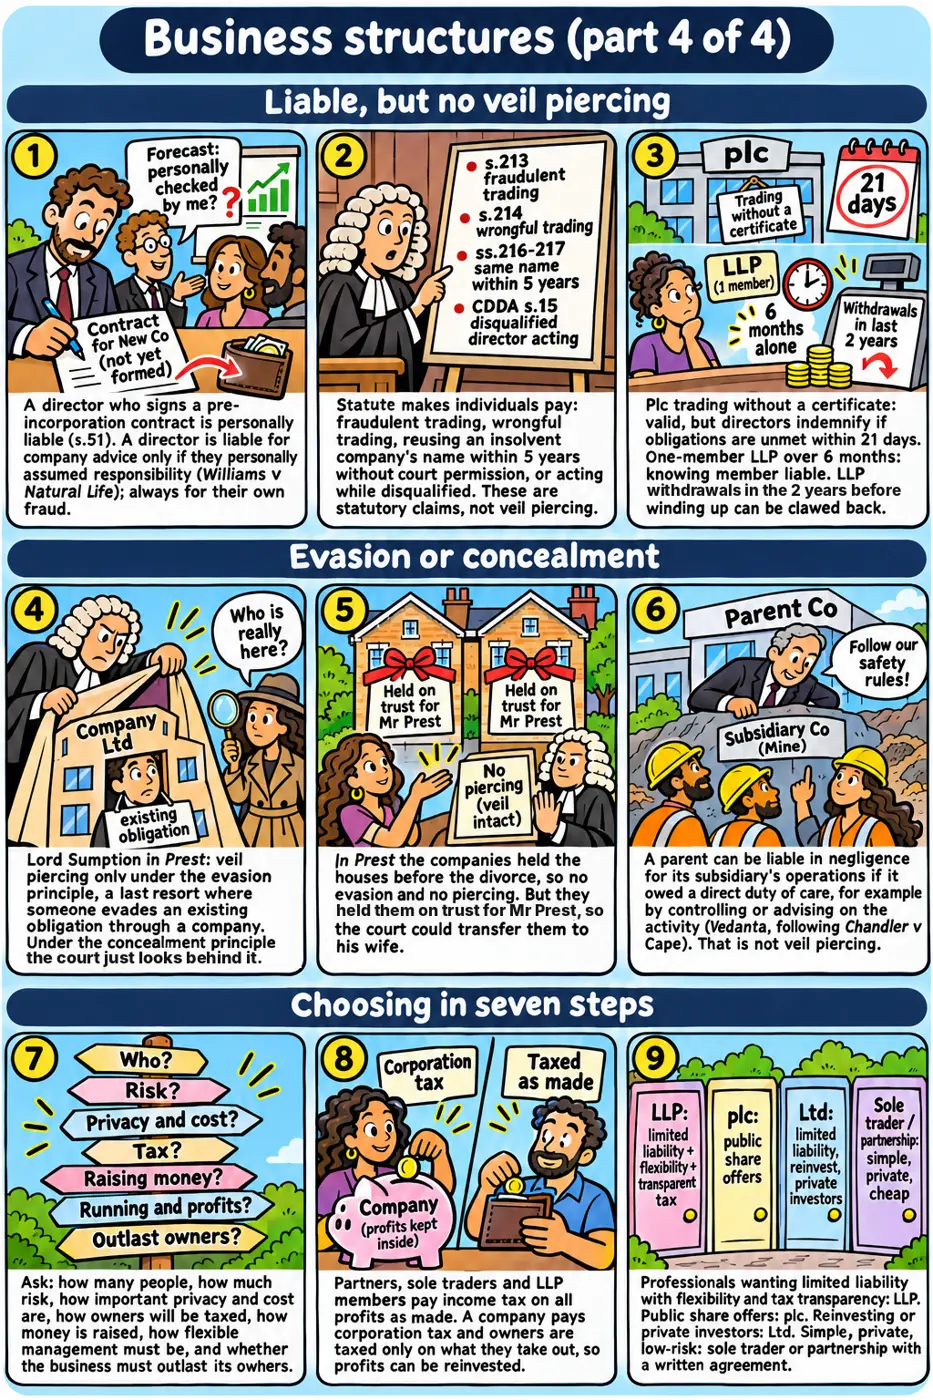 Business structures (part 4 of 4)
Liable, but no veil piercing
1
Forecast:
personally
checked
by me?
?
Contract
for New Co
(not yet
formed)
A director who signs a pre-
incorporation contract is personally
liable (s.51). A director is liable for
company advice only if they personally
assumed responsibility (Williams v
Natural Life); always for their own
fraud.
2
s.213
fraudulent
trading
s.214
wrongful trading
ss.216-217
same name
within 5 years
CDDA s.15
disqualified
director acting
Statute makes individuals pay:
fraudulent trading, wrongful
trading, reusing an insolvent
company's name within 5 years
without court permission, or acting
while disqualified. These are
statutory claims, not veil piercing.
3
plc
Trading
without a
certificate
21
days
LLP
(1 member)
6
months
alone
Withdrawals
in last
2 years
Plc trading without a certificate:
valid, but directors indemnify if
obligations are unmet within 21 days.
One-member LLP over 6 months:
knowing member liable. LLP
withdrawals in the 2 years before
winding up can be clawed back.
Evasion or concealment
4
Who is
really
here?
Company
Ltd
existing
obligation
Lord Sumption in Prest: veil
piercing only under the evasion
principle, a last resort where
someone evades an existing
obligation through a company.
Under the concealment principle
the court just looks behind it.
5
Held on
trust for
Mr Prest
Held on
trust for
Mr Prest
No
piercing
(veil
intact)
In Prest the companies held the
houses before the divorce, so no
evasion and no piercing. But they
held them on trust for Mr Prest, so
the court could transfer them to
his wife.
6
Parent Co
Follow our
safety
rules!
Subsidiary Co
(Mine)
A parent can be liable in negligence
for its subsidiary's operations if it
owed a direct duty of care, for example
by controlling or advising on the
activity (Vedanta, following Chandler v
Cape). That is not veil piercing.
Choosing in seven steps
7
Who?
Risk?
Privacy and cost?
Tax?
Raising money?
Running and profits?
Outlast owners?
Ask: how many people, how much
risk, how important privacy and cost
are, how owners will be taxed, how
money is raised, how flexible
management must be, and whether
the business must outlast its owners.
8
Corporation
tax
Taxed
as made
Company
(profits kept
inside)
Partners, sole traders and LLP
members pay income tax on all
profits as made. A company pays
corporation tax and owners are
taxed only on what they take out, so
profits can be reinvested.
9
LLP:
limited
liability +
flexibility +
transparent
tax
plc:
public
share
offers
Ltd:
limited
liability,
reinvest,
private
investors
Sole
trader /
partnership:
simple,
private,
cheap
Professionals wanting limited liability
with flexibility and tax transparency: LLP.
Public share offers: plc. Reinvesting or
private investors: Ltd. Simple, private,
low-risk: sole trader or partnership with
a written agreement.